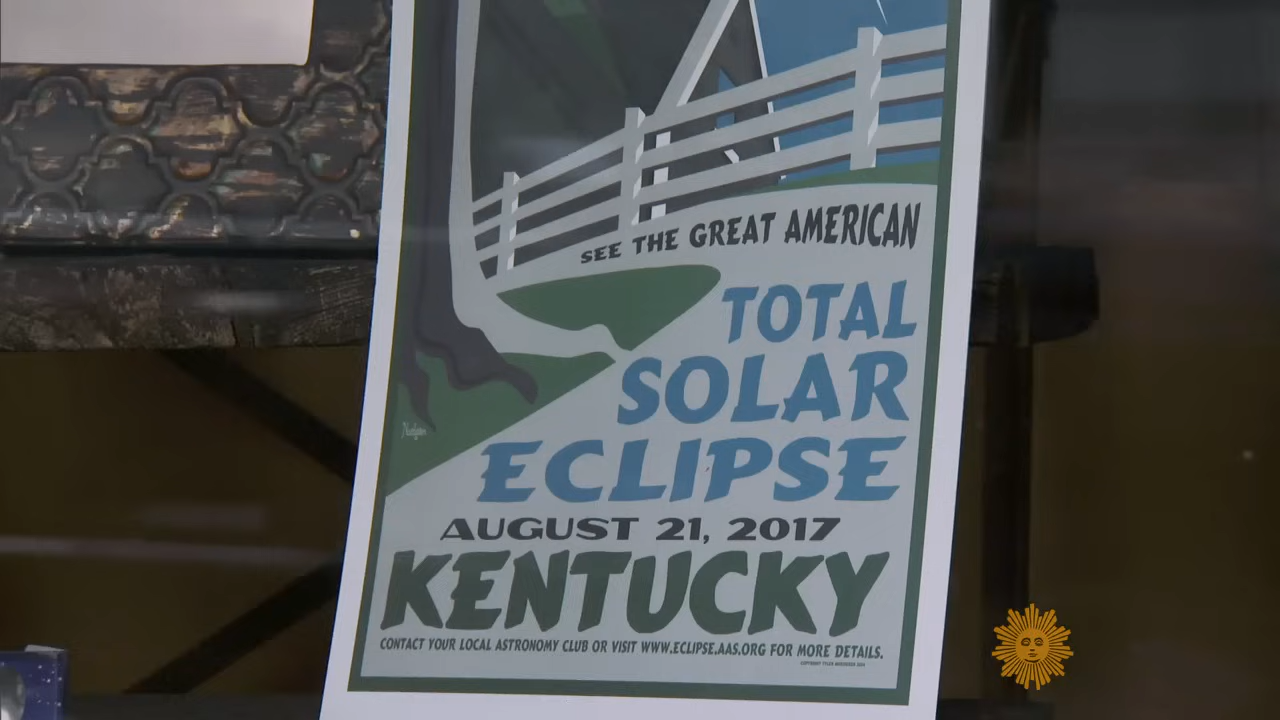 SEE THE GREAT AMERICAN
TOTAL
SOLAR
ECLIPSE
AUGUST 21, 2017
KENTUCKY
CONTACT YOUR LOCAL ASTRONOMY CLUB OR VISIT WWW.ECLIPSE.AAS.ORG FOR MORE DETAILS.